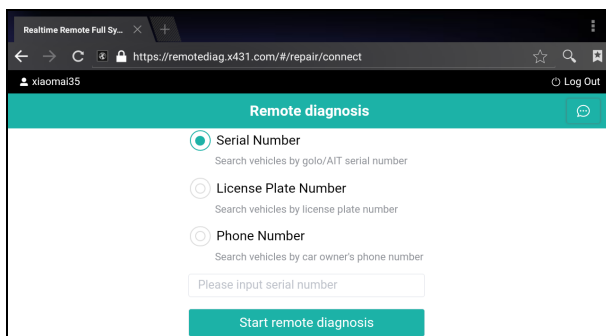 Realtime Remote Full Sy...
https://remotediag.x431.com/#/repair/connect
xiaomai35
Log Out
Remote diagnosis
Serial Number
Search vehicles by golo/AIT serial number
License Plate Number
Search vehicles by license plate number
Phone Number
Search vehicles by car owner's phone number
Please input serial number
Start remote diagnosis